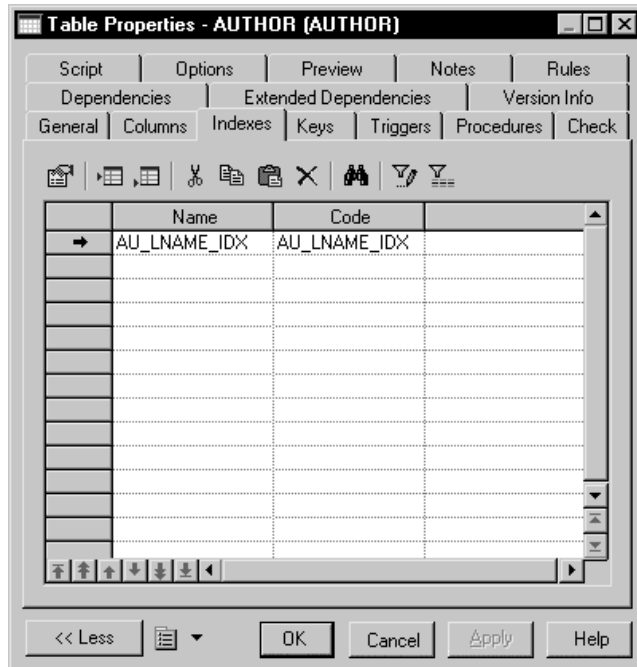 Table Properties - AUTHOR (AUTHOR)
Script Options Preview Notes Rules
Dependencies Extended Dependencies Version Info
General Columns Indexes Keys Triggers Procedures Check
Name Code
AU_LNAME_IDX AU_LNAME_IDX
<< Less OK Cancel Apply Help